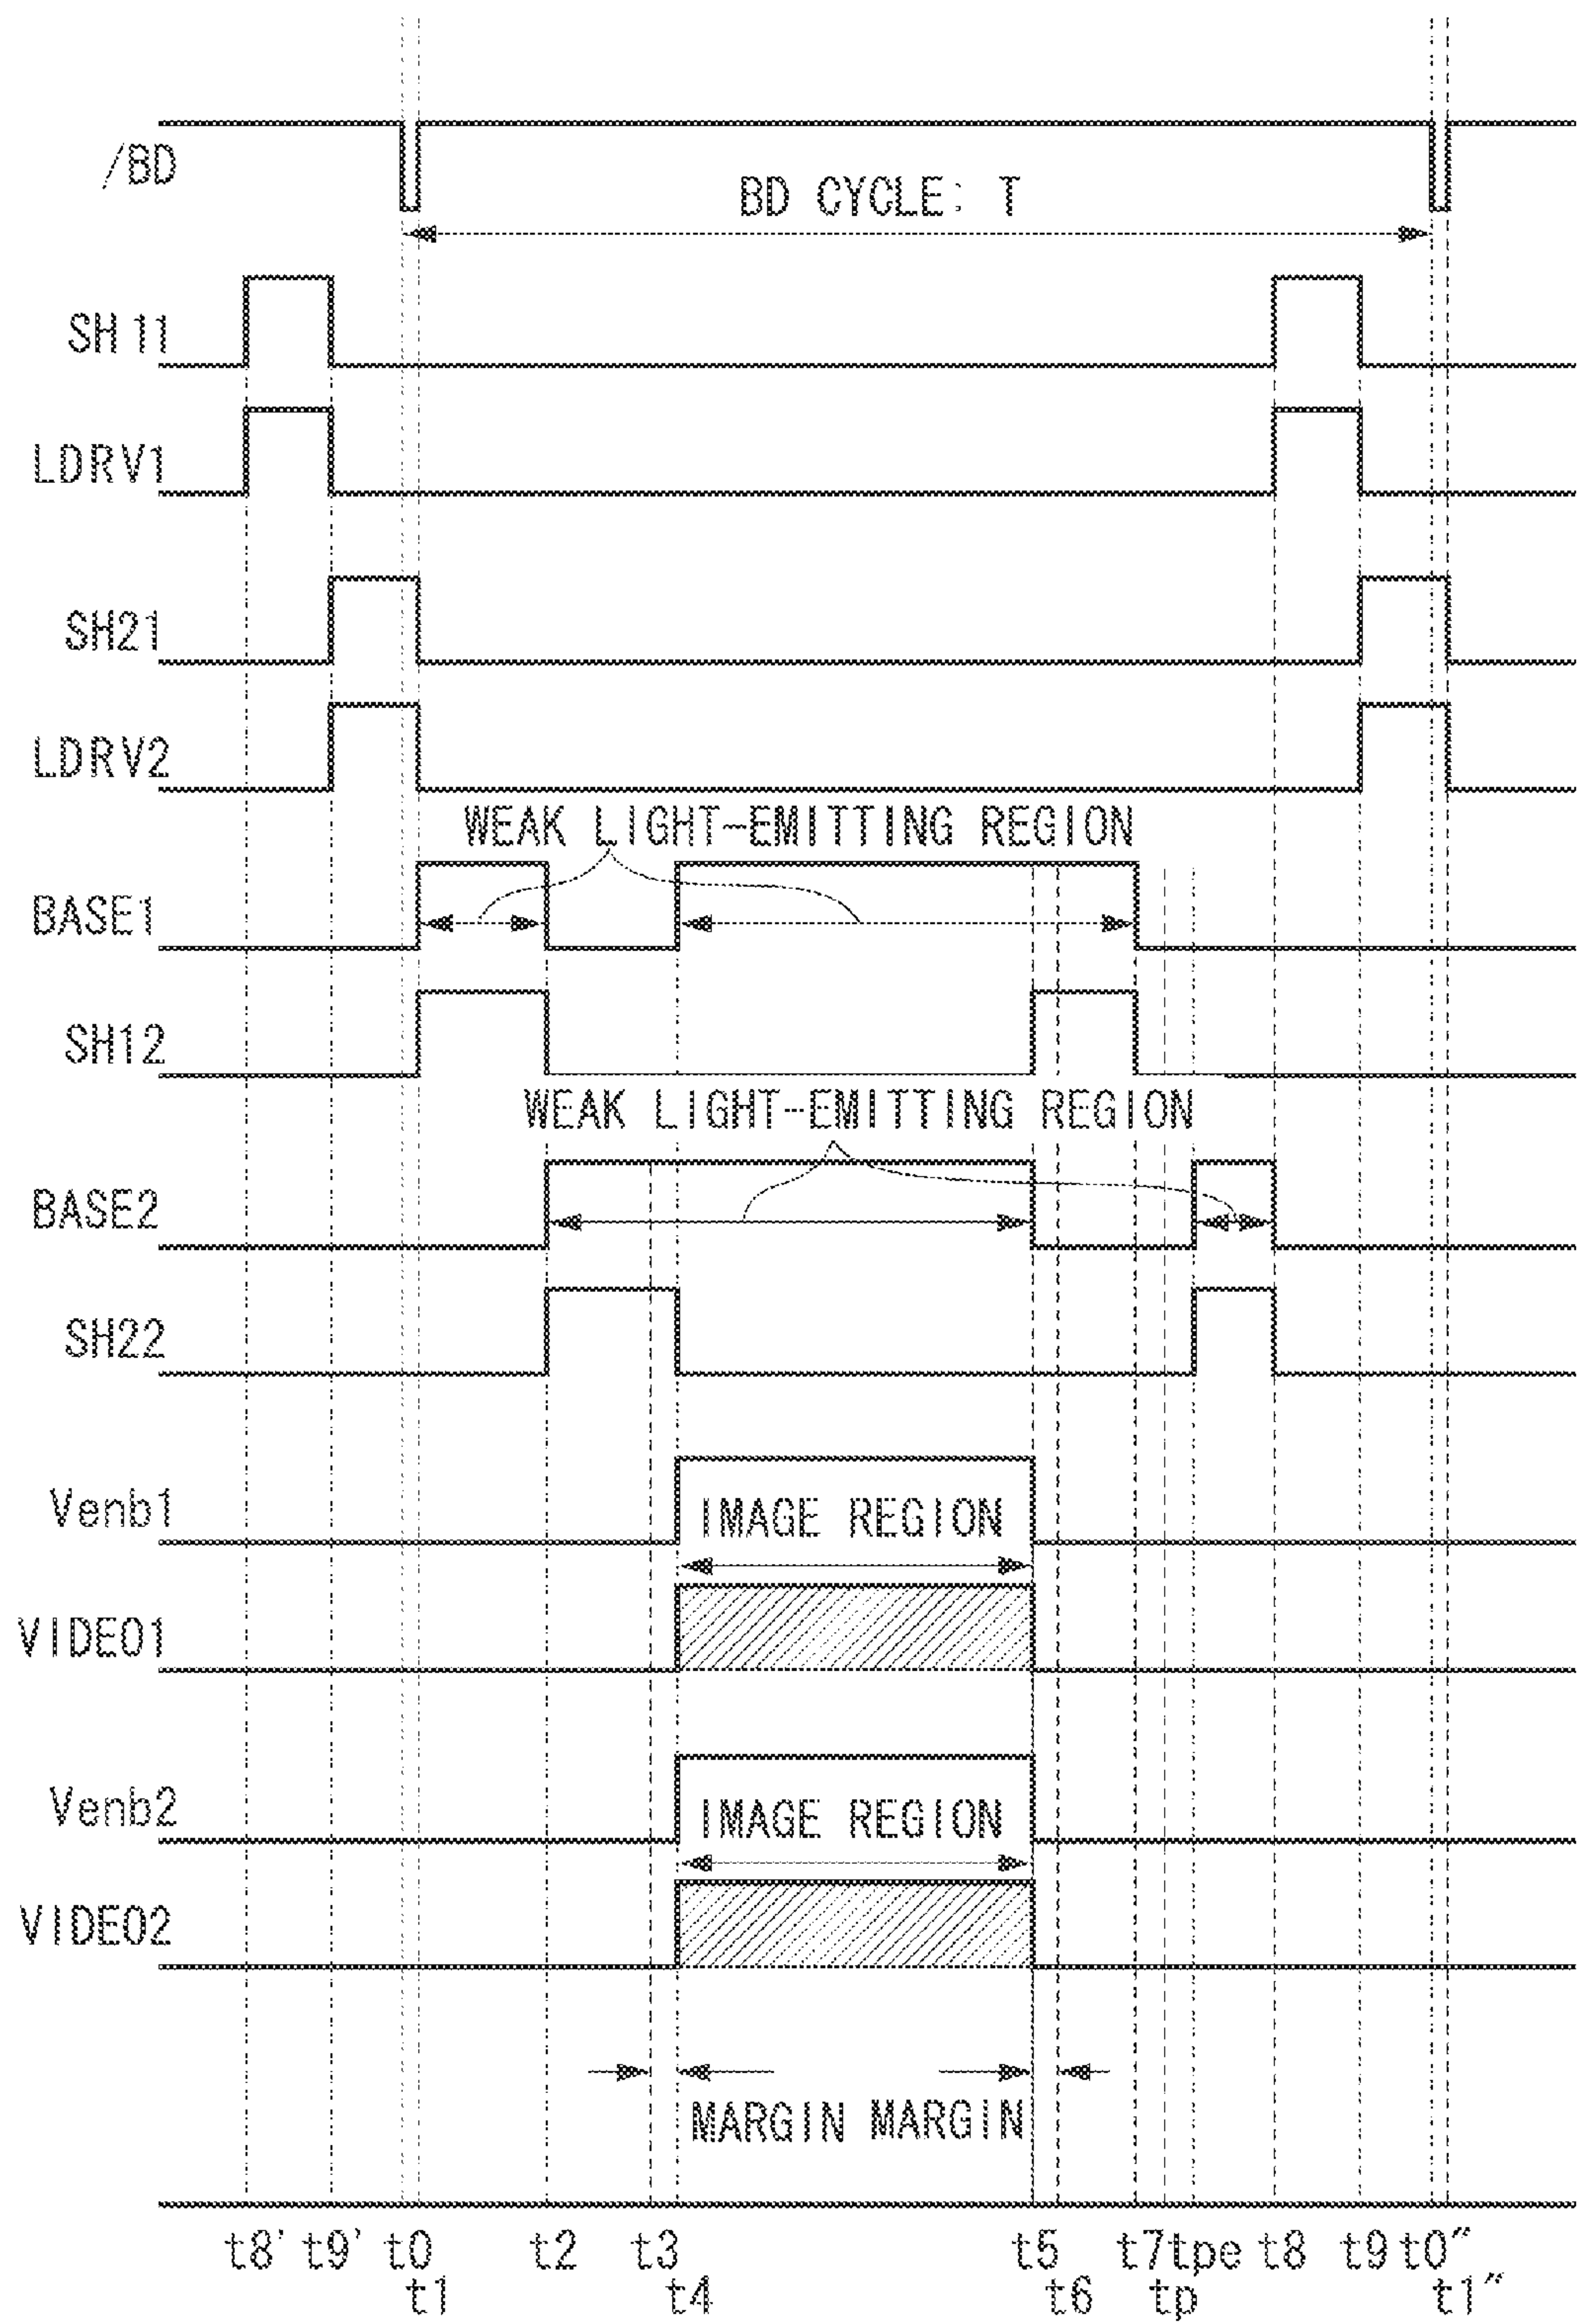 /BD
BD CYCLE: T
SH 11
LDRV1
SH21
LDRV2
WEAK LIGHT-EMITTING REGION
BASE1
SH12
WEAK LIGHT-EMITTING REGION
BASE2
SH22
Venb1
IMAGE REGION
VIDEO1
Venb2
IMAGE REGION
VIDEO2
MARGIN MARGIN
t8' t9' t0 t2 t3 t5 t7 tpe t8 t9 t0"
t1 t4 t6 tp t1"